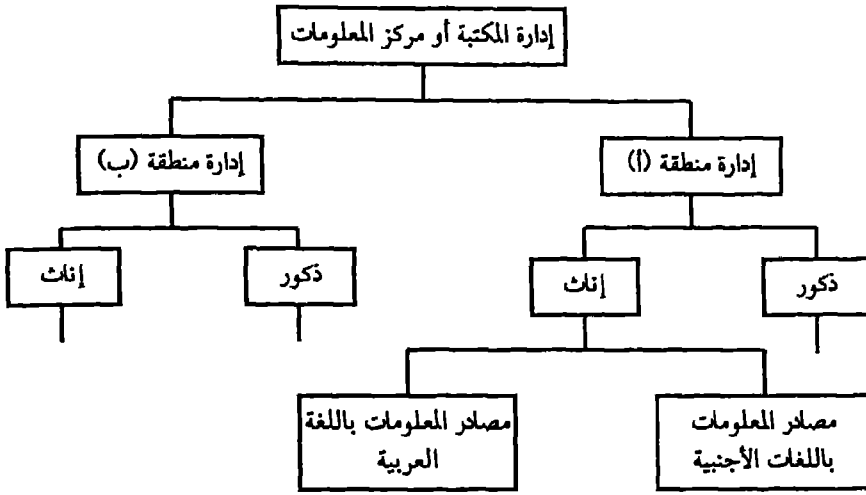 إدارة المكتبة أو مركز المعلومات
إدارة منطقة (أ)
إدارة منطقة (ب)
ذكور
إناث
ذكور
إناث
مصادر المعلومات
باللغات الأجنبية
مصادر المعلومات باللغة
العربية